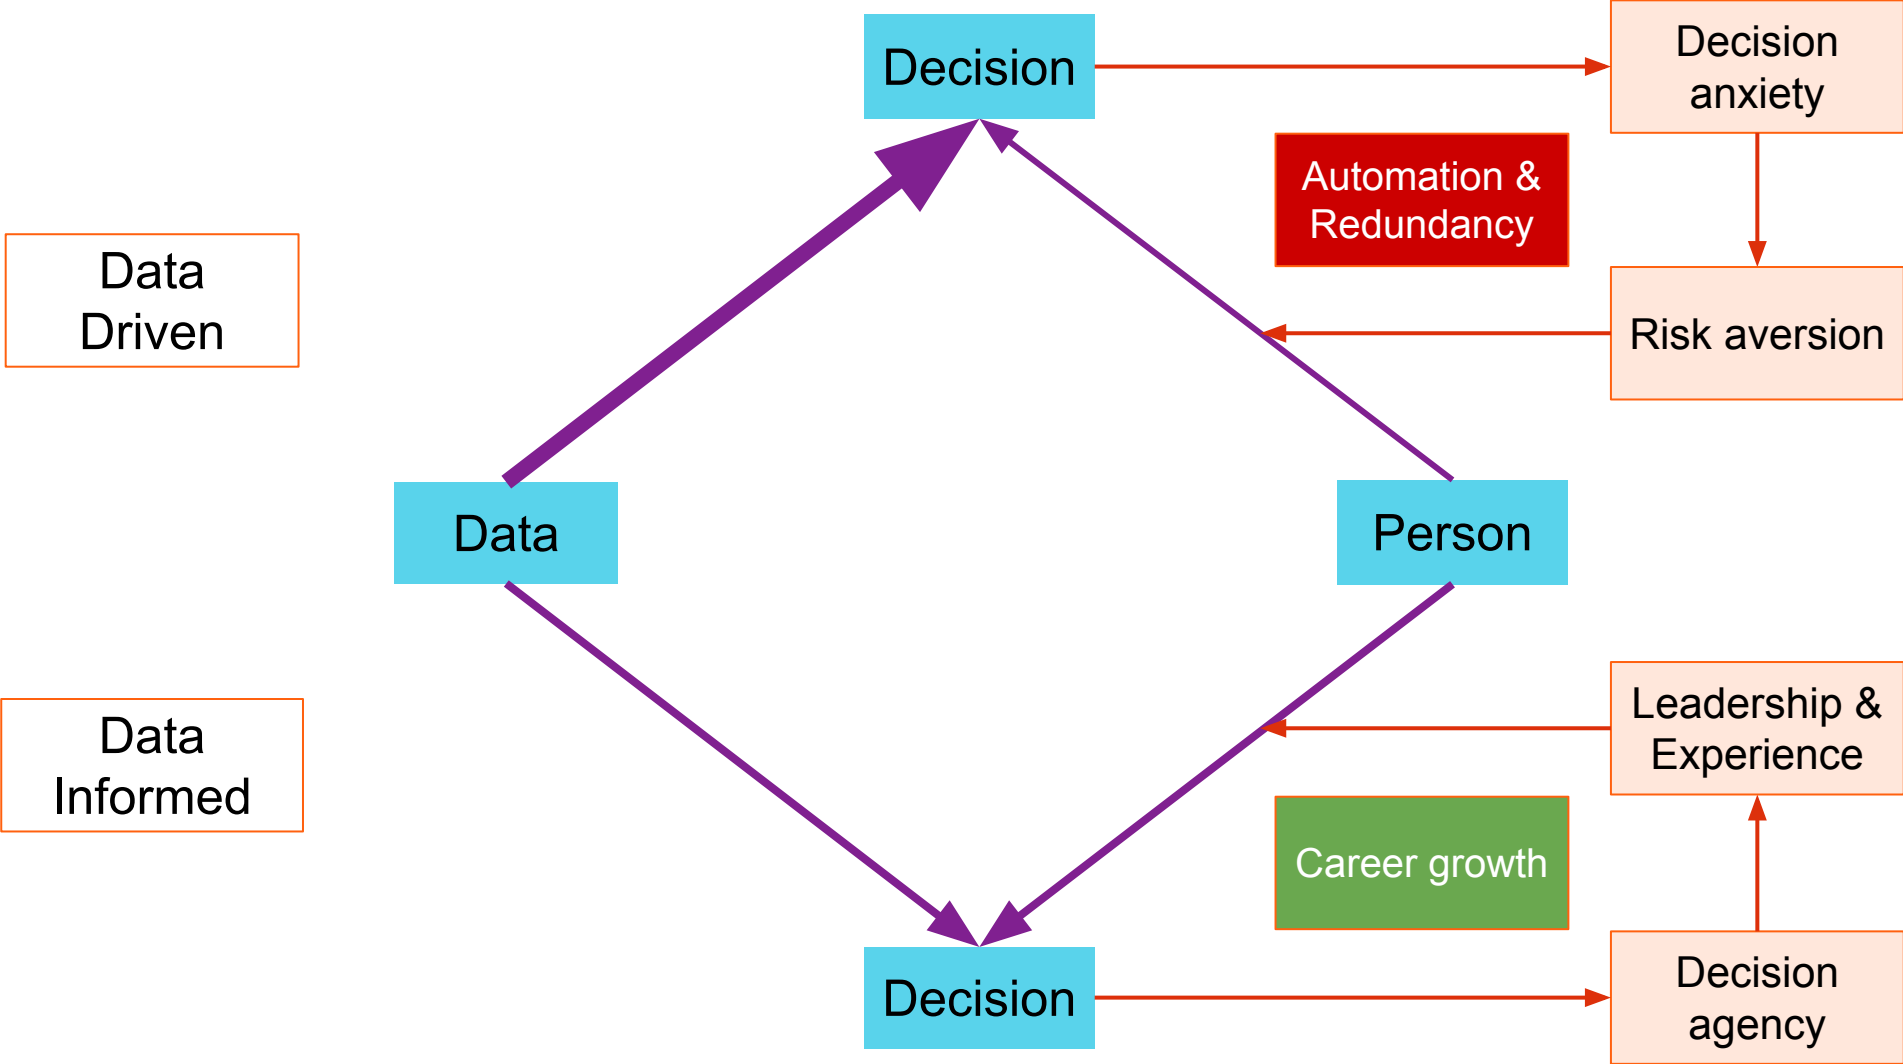 Decision
Decision
anxiety
Automation &
Redundancy
Data
Driven
Risk aversion
Data
Person
Leadership &
Experience
Data
Informed
Career growth
Decision
Decision
agency